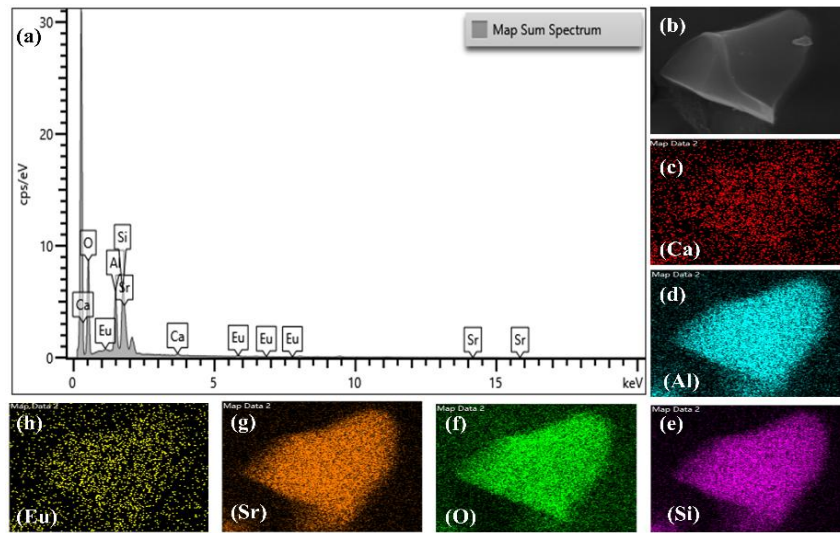 (a)
Map Sum Spectrum
30
20
10
0
cps/eV
O
Si
Al
Ca
Sr
Eu
Ca
Eu
Eu
Eu
Sr
Sr
0
5
10
15
keV
(b)
Map Data 2
(c)
(Ca)
Map Data 2
(d)
(Al)
Map Data 2
(h)
(Eu)
Map Data 2
(g)
(Sr)
Map Data 2
(f)
(O)
Map Data 2
(e)
(Si)